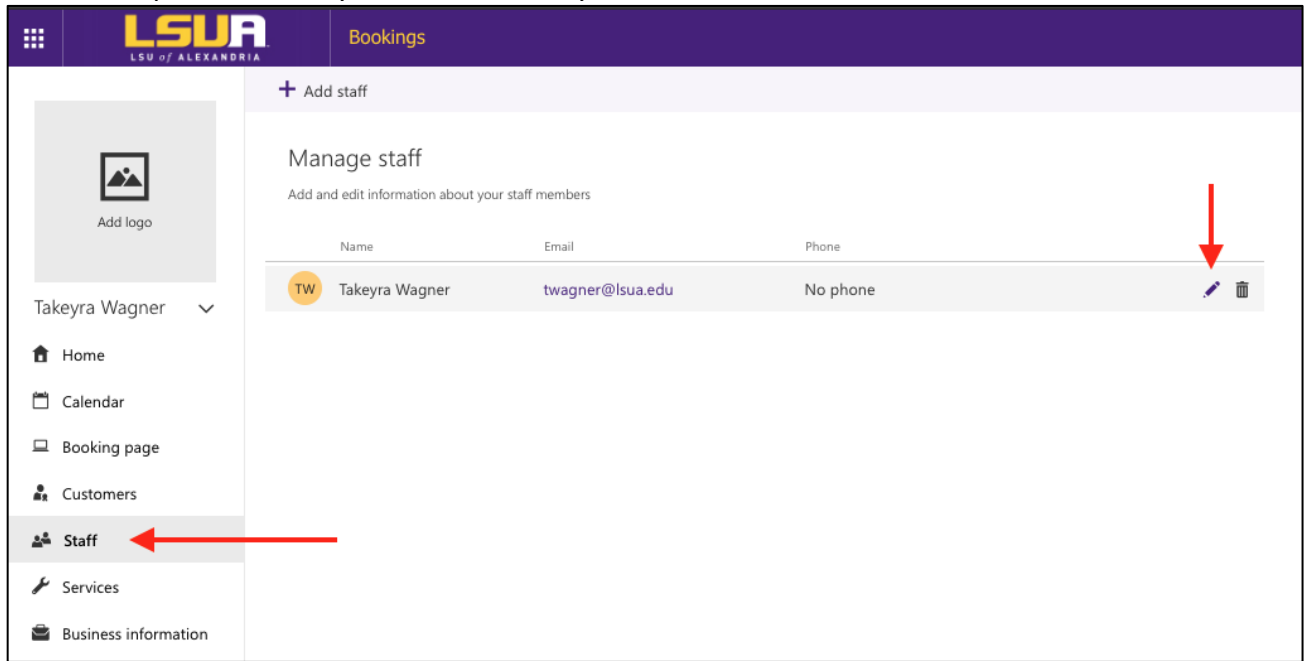 LSUA
LSU of ALEXANDRIA
Bookings
Add staff
Manage staff
Add and edit information about your staff members
Add logo
Name Email Phone
TW Takeyra Wagner twagner@lsua.edu No phone
Takeyra Wagner
Home
Calendar
Booking page
Customers
Staff
Services
Business information